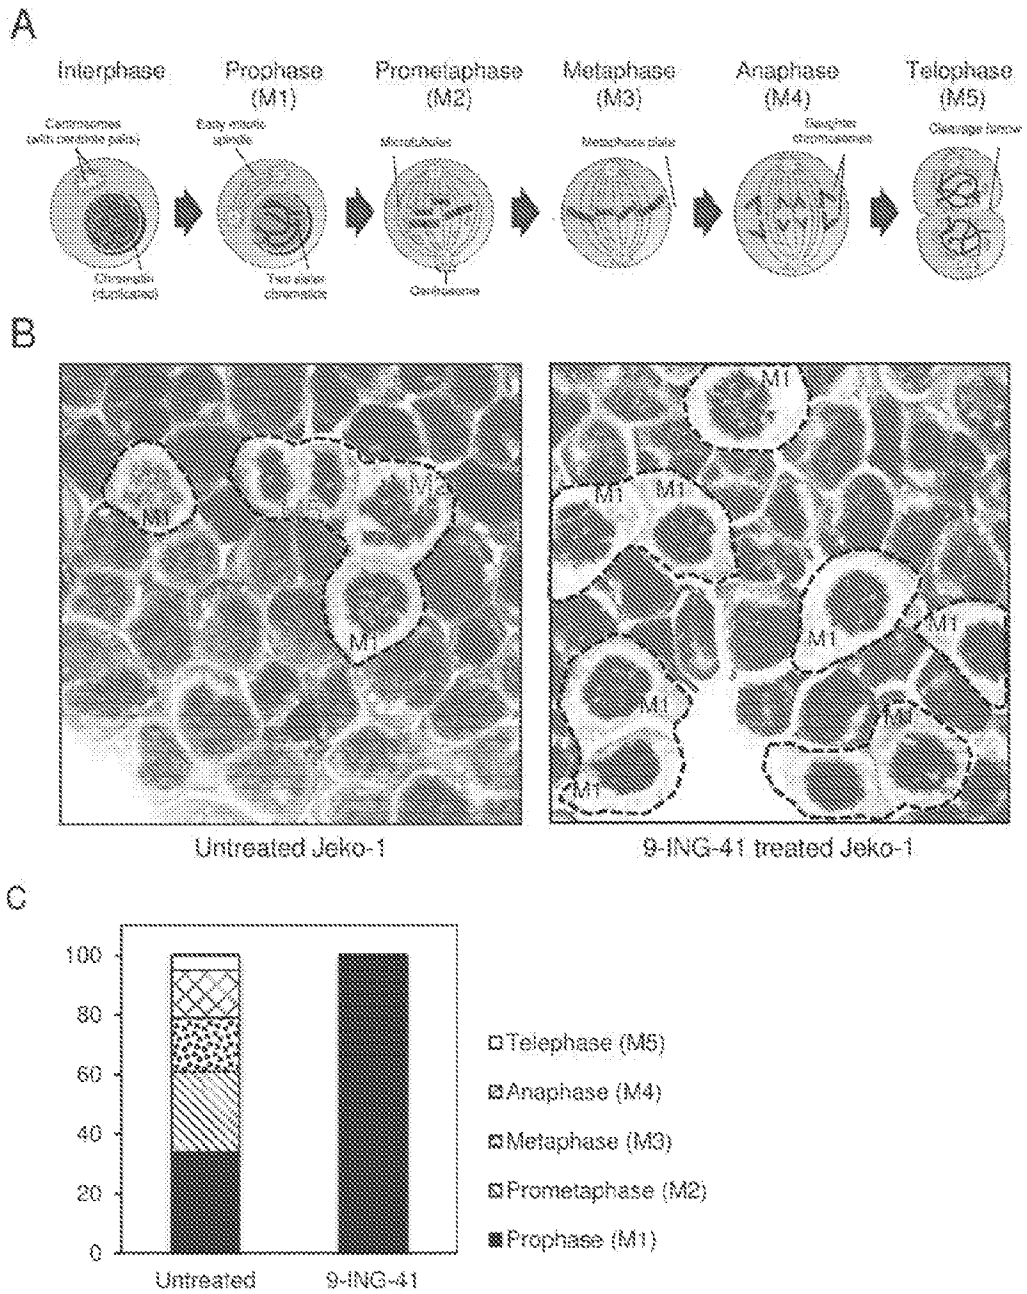 A
Interphase
Prophase
(M1)
Prometaphase
(M2)
Metaphase
(M3)
Anaphase
(M4)
Telophase
(M5)
Centrosomes
(with centriole pairs)
Early mitotic
spindle
Microtubules
Metaphase plate
Daughter
chromosomes
Cleavage furrow
Chromatin
(duplicated)
Two sister
chromatids
Centrosome
B
M1
M1
M1
M1
M1
M1
M1
M1
M1
M1
Untreated Jeko-1
9-ING-41 treated Jeko-1
C
100
80
60
40
20
0
Untreated
9-ING-41
Telephase (M5)
Anaphase (M4)
Metaphase (M3)
Prometaphase (M2)
Prophase (M1)